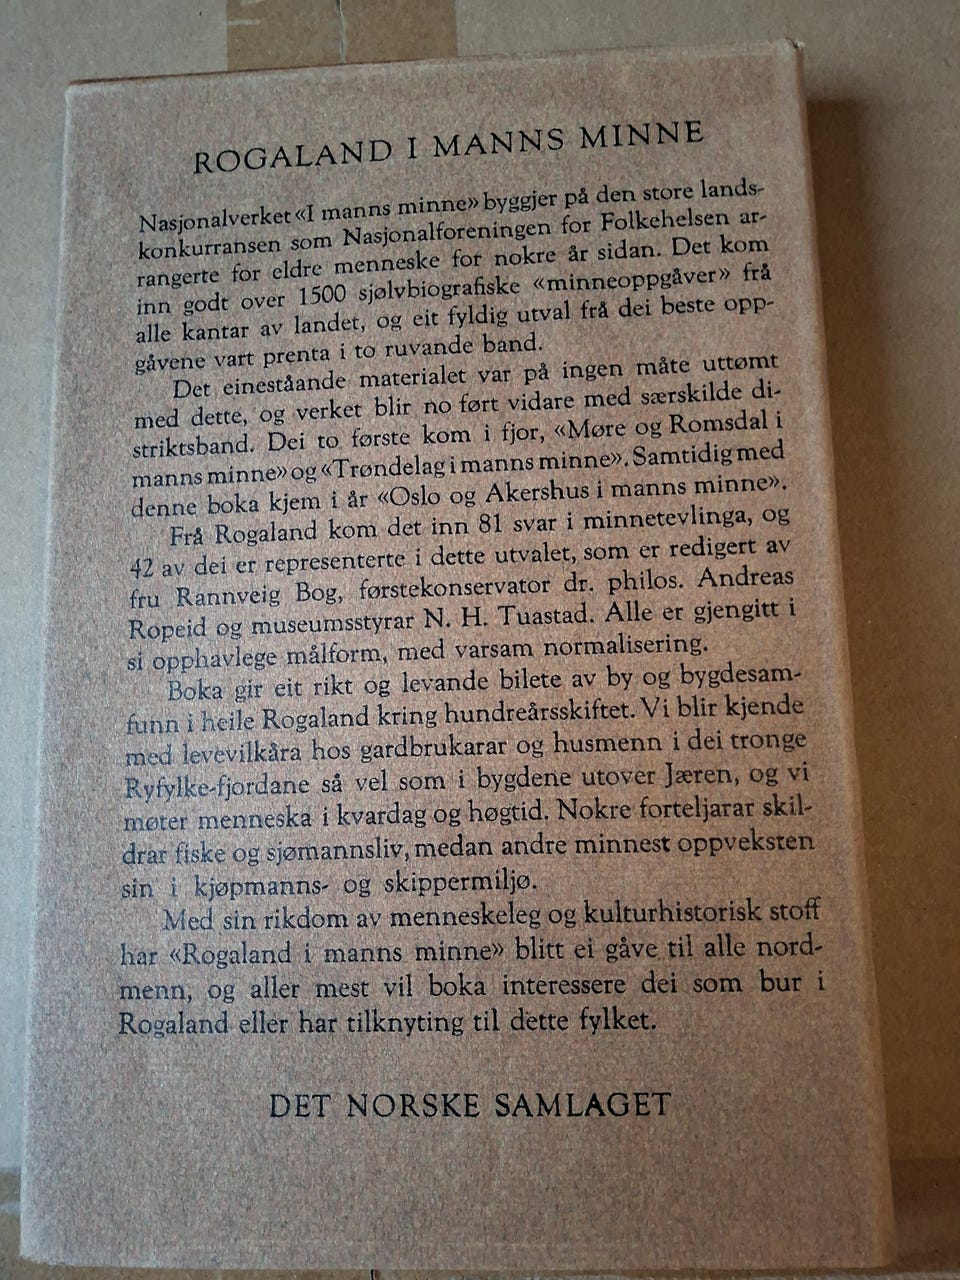 ROGALAND I MANNS MINNE
Nasjonalverket «I manns minne» byggjer på den store lands-
konkurransen som Nasjonalforeningen for Folkehelsen ar-
rangerte for eldre menneske for nokre år sidan. Det kom
inn godt over 1500 sjølvbiografiske «minneoppgåver» frå
alle kantar av landet, og eit fyldig utval frå dei beste opp-
gåvene vart prenta i to ruvande band.
Det eineståande materialet var på ingen måte uttømt
med dette, og verket blir no ført vidare med særskilde di-
striktsband. Dei to første kom i fjor, «Møre og Romsdal i
manns minne» og «Trøndelag i manns minne». Samtidig med
denne boka kjem i år «Oslo og Akershus i manns minne».
Frå Rogaland kom det inn 81 svar i minnetevlinga, og
42 av dei er representerte i dette utvalet, som er redigert av
fru Rannveig Bog, førstekonservator dr. philos. Andreas
Ropeid og museumsstyrar N. H. Tuastad. Alle er gjengitt i
si opphavlege målform, med varsam normalisering.
Boka gir eit rikt og levande bilete av by og bygdesam-
funn i heile Rogaland kring hundreårsskiftet. Vi blir kjende
med levevilkåra hos gardbrukarar og husmenn i dei tronge
Ryfylke-fjordane så vel som i bygdene utover Jæren, og vi
møter menneska i kvardag og høgtid. Nokre forteljarar skil-
drar fiske og sjømannsliv, medan andre minnest oppveksten
sin i kjøpmanns- og skippermiljø.
Med sin rikdom av menneskeleg og kulturhistorisk stoff
har «Rogaland i manns minne» blitt ei gåve til alle nord-
menn, og aller mest vil boka interessere dei som bur i
Rogaland eller har tilknyting til dette fylket.
DET NORSKE SAMLAGET